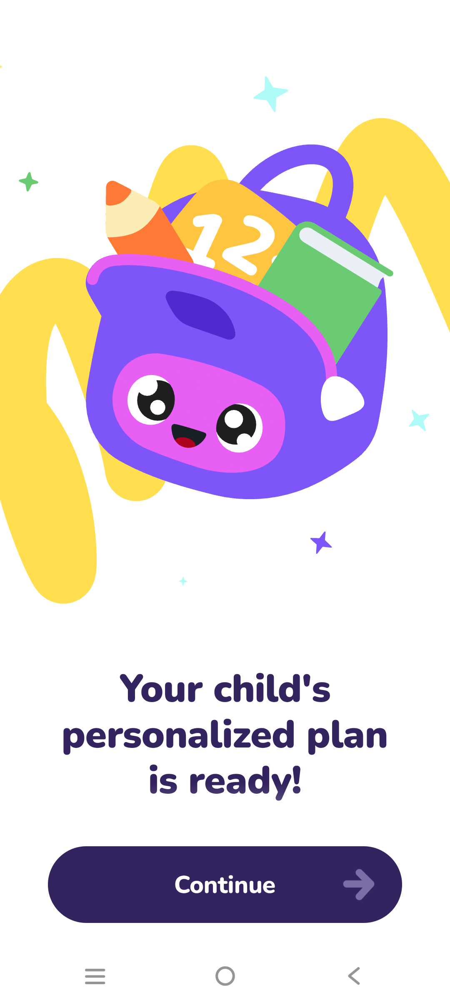 12
Your child's
personalized plan
is ready!
Continue